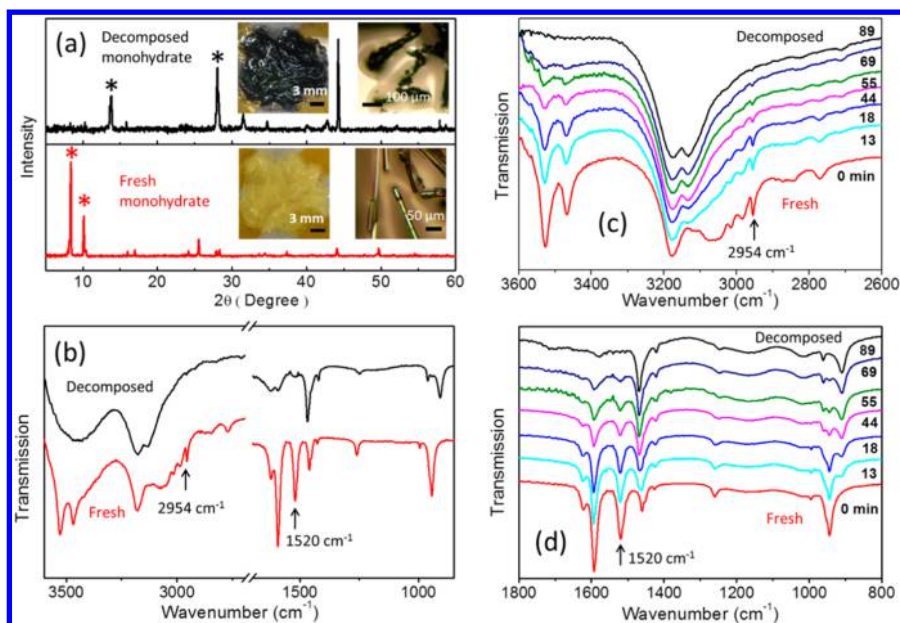 (a)
Decomposed
monohydrate
*
*
3 mm
100 µm
*
*
Fresh
monohydrate
3 mm
50 µm
Intensity
10 20 30 40 50 60
2θ ( Degree )
(b)
Decomposed
2954 cm⁻¹
Fresh
1520 cm⁻¹
Transmission
3500 3000 1500 1000
Wavenumber (cm⁻¹)
Decomposed 89
69
55
44
18
13
0 min
Fresh
(c)
2954 cm⁻¹
Transmission
3600 3400 3200 3000 2800 2600
Wavenumber (cm⁻¹)
Decomposed 89
69
55
44
18
13
0 min
Fresh
(d)
1520 cm⁻¹
Transmission
1800 1600 1400 1200 1000 800
Wavenumber (cm⁻¹)